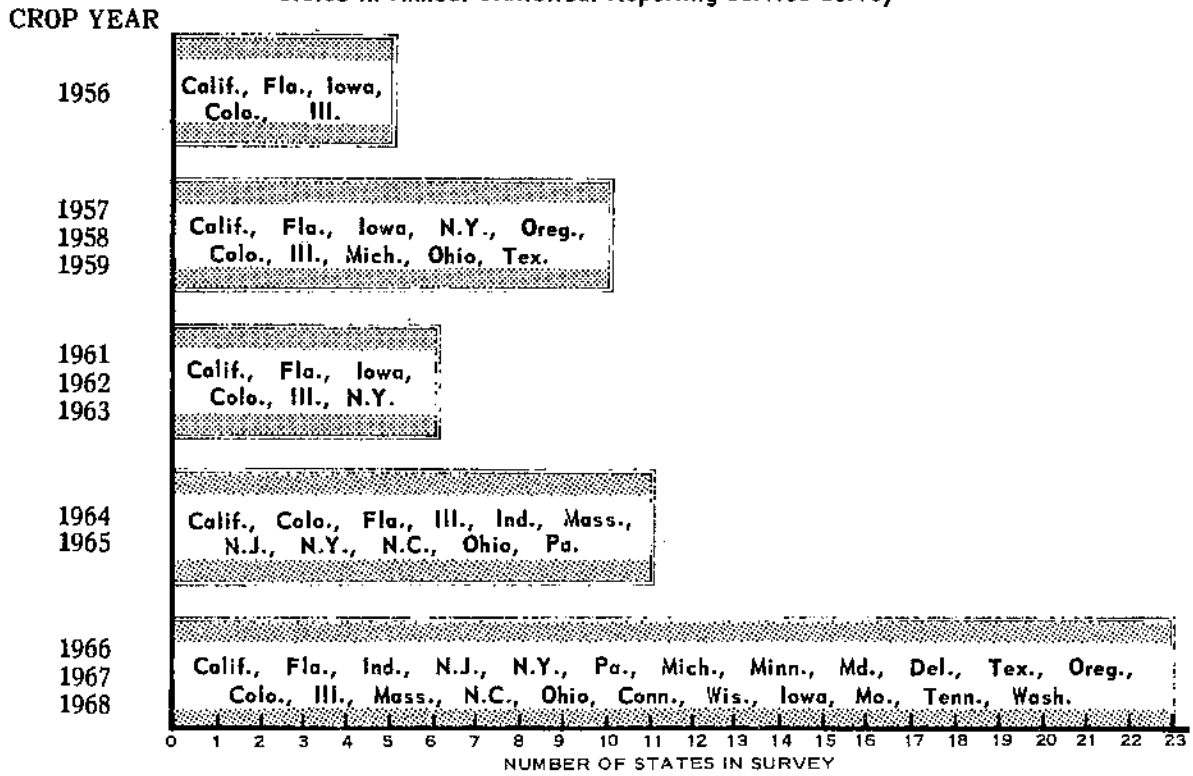 CROP YEAR
1956
Calif., Fla., Iowa,
Colo., Ill.
1957
1958
1959
Calif., Fla., Iowa, N.Y., Oreg.,
Colo., Ill., Mich., Ohio, Tex.
1961
1962
1963
Calif., Fla., Iowa,
Colo., Ill., N.Y.
1964
1965
Calif., Colo., Fla., Ill., Ind., Mass.,
N.J., N.Y., N.C., Ohio, Pa.
1966
1967
1968
Calif., Fla., Ind., N.J., N.Y., Pa., Mich., Minn., Md., Del., Tex., Oreg.,
Colo., Ill., Mass., N.C., Ohio, Conn., Wis., Iowa, Mo., Tenn., Wash.
0 1 2 3 4 5 6 7 8 9 10 11 12 13 14 15 16 17 18 19 20 21 22 23
NUMBER OF STATES IN SURVEY